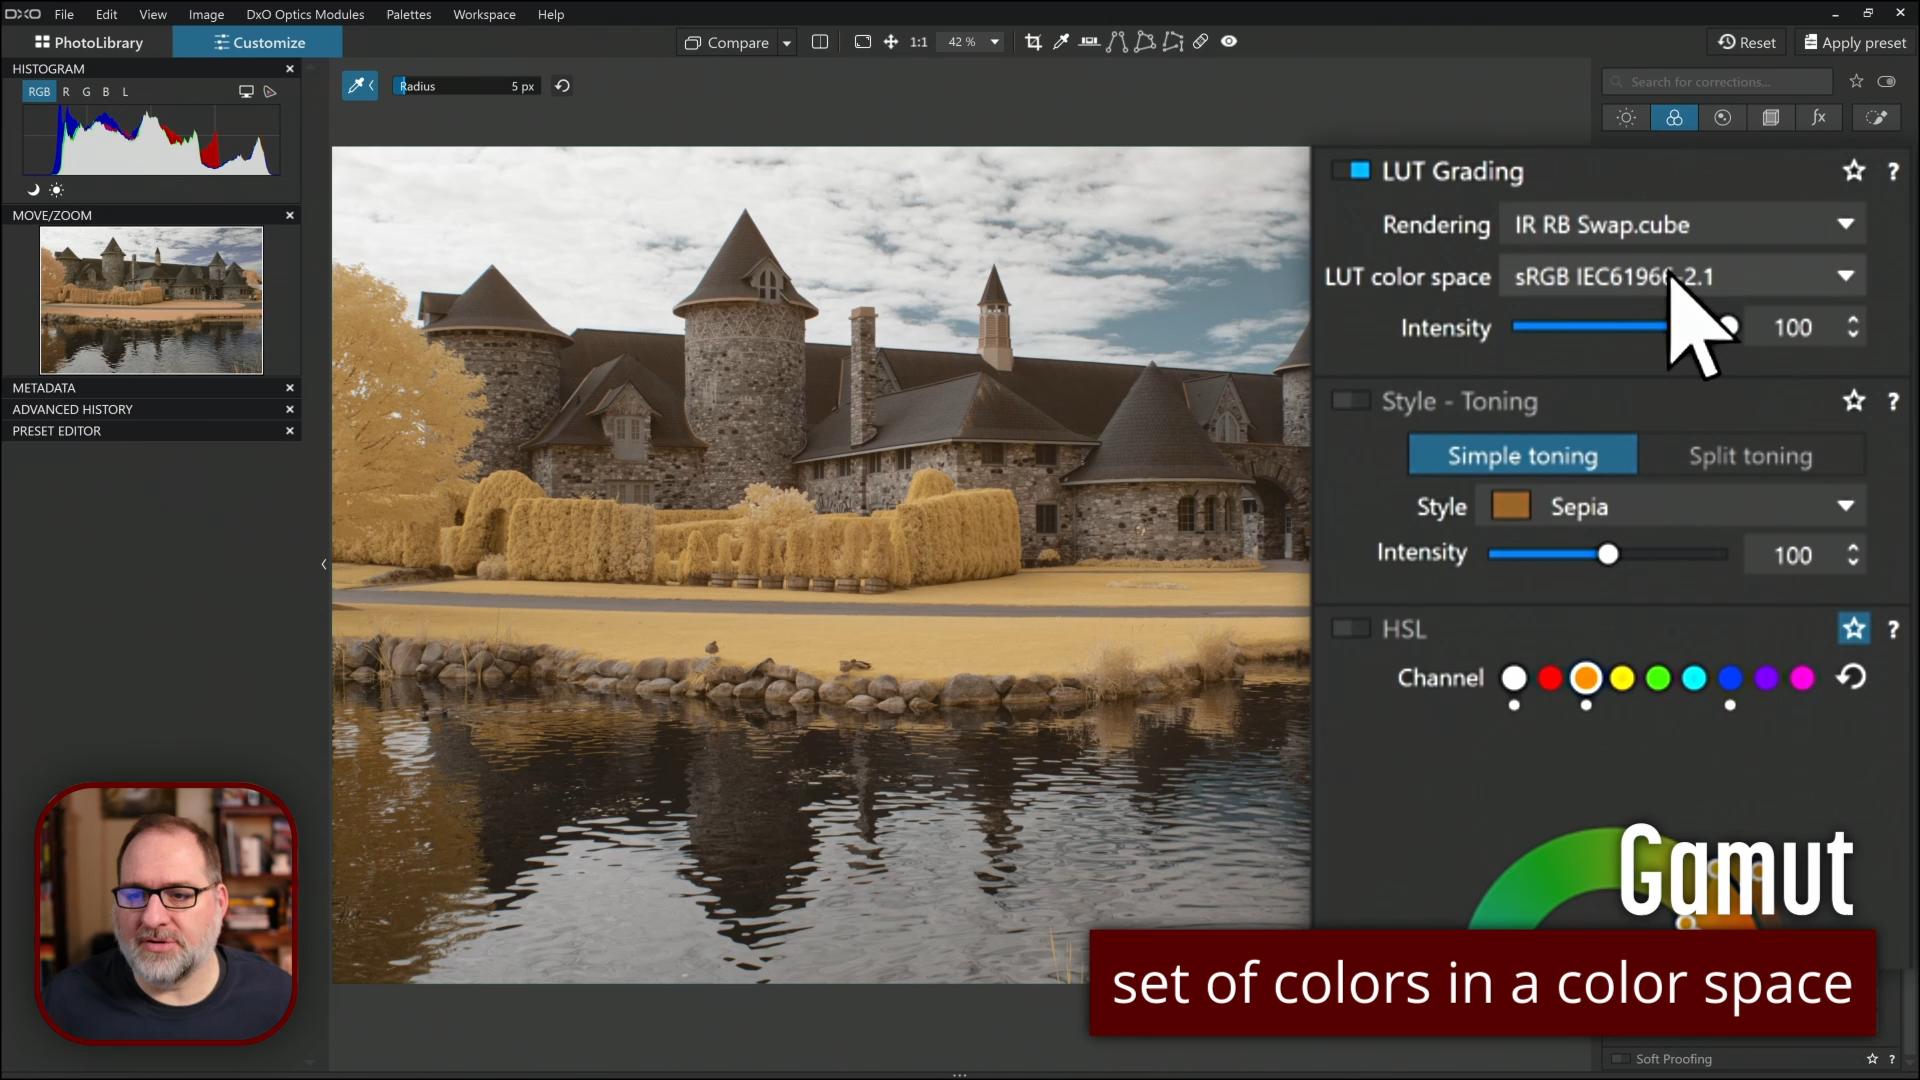 DXO File Edit View Image DxO Optics Modules Palettes Workspace Help
PhotoLibrary Customize Compare 1:1 42 % Reset Apply preset
HISTOGRAM
RGB R G B L
Radius 5 px
Search for corrections...
fx
MOVE/ZOOM
METADATA
ADVANCED HISTORY
PRESET EDITOR
LUT Grading ?
Rendering IR RB Swap.cube
LUT color space sRGB IEC61966-2.1
Intensity 100
Style - Toning ?
Simple toning Split toning
Style Sepia
Intensity 100
HSL ?
Channel
Gamut
set of colors in a color space
Soft Proofing ?